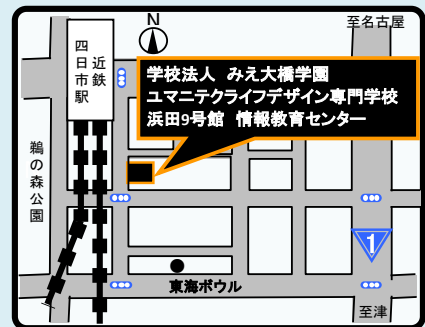 至名古屋
N
近鉄
四日市駅
学校法人 みえ大橋学園
ユマニテクライフデザイン専門学校
浜田9号館 情報教育センター
鵜の森公園
1
東海ボウル
至津